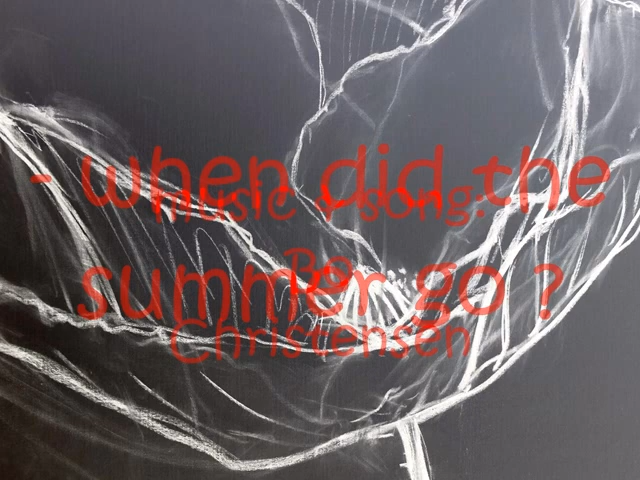 - when did the
summer go ?
music & song:
Bo
Christensen